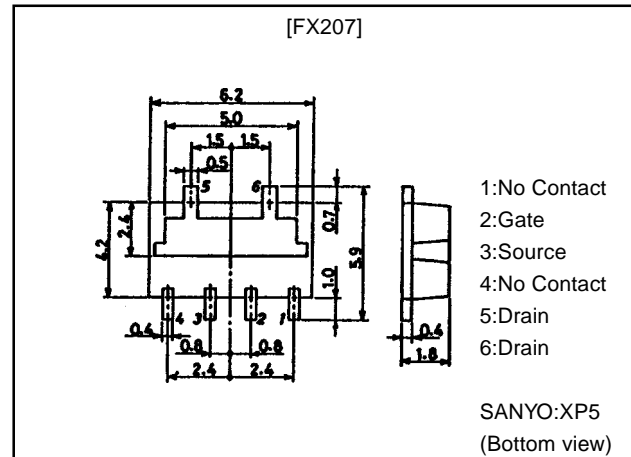 [FX207]
6.2
5.0
1.5 1.5
0.5
5 6
0.7
4.2 2.4 5.9
1.0
4 3 2 1
0.4 0.4
0.8 0.8 1.8
2.4 2.4
1:No Contact
2:Gate
3:Source
4:No Contact
5:Drain
6:Drain
SANYO:XP5
(Bottom view)